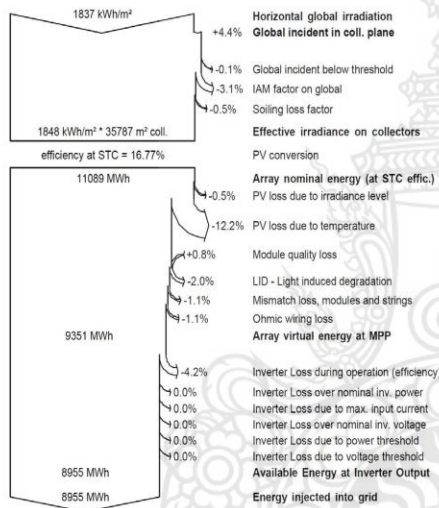 1837 kWh/m² Horizontal global irradiation
+4.4% Global incident in coll. plane
-0.1% Global incident below threshold
-3.1% IAM factor on global
-0.5% Soiling loss factor
1848 kWh/m² * 35787 m² coll. Effective irradiance on collectors
efficiency at STC = 16.77% PV conversion
11089 MWh Array nominal energy (at STC effic.)
-0.5% PV loss due to irradiance level
-12.2% PV loss due to temperature
+0.8% Module quality loss
-2.0% LID - Light induced degradation
-1.1% Mismatch loss, modules and strings
-1.1% Ohmic wiring loss
9351 MWh Array virtual energy at MPP
-4.2% Inverter Loss during operation (efficiency)
0.0% Inverter Loss over nominal inv. power
0.0% Inverter Loss due to max. input current
0.0% Inverter Loss over nominal inv. voltage
0.0% Inverter Loss due to power threshold
0.0% Inverter Loss due to voltage threshold
8955 MWh Available Energy at Inverter Output
8955 MWh Energy injected into grid